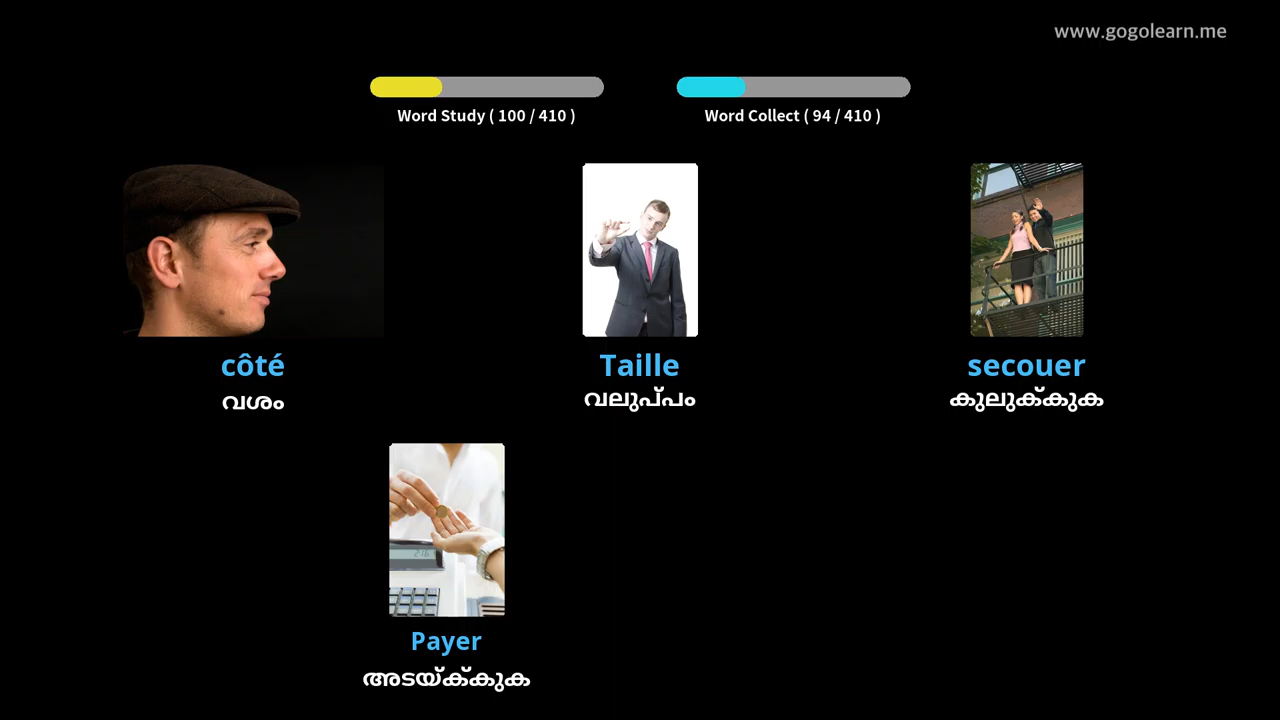 www.gogolearn.me
Word Study ( 100 / 410 )
Word Collect ( 94 / 410 )
côté
Taille
secouer
വശം
വലുപ്പം
കുലുക്കുക
Payer
അടയ്ക്കുക